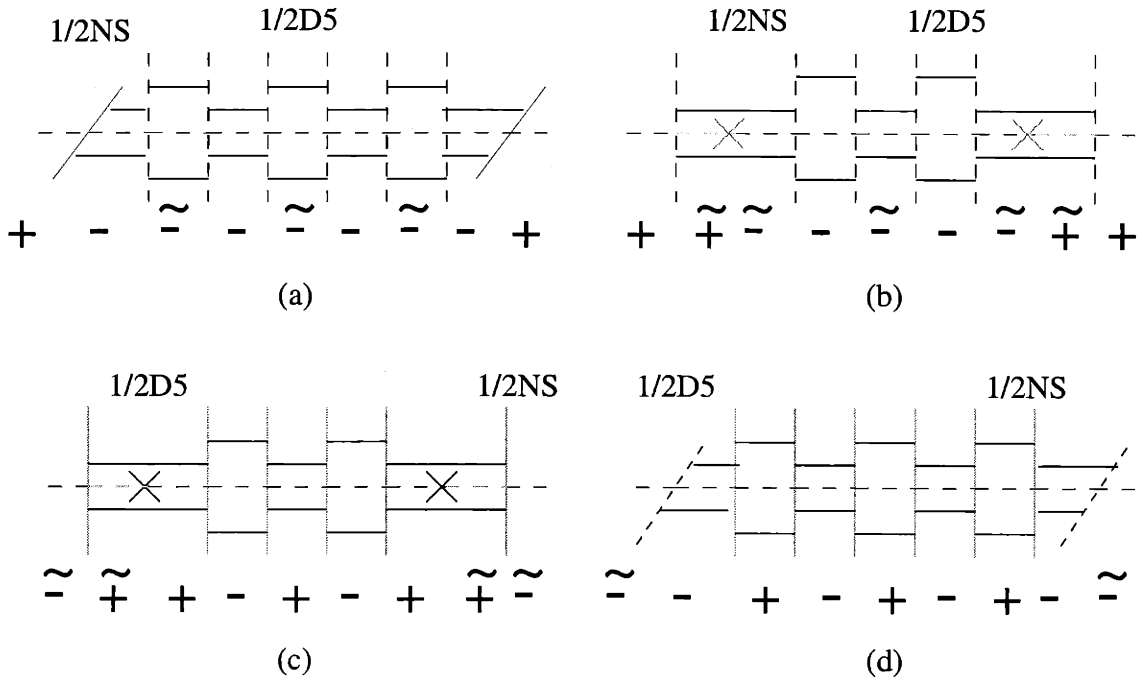 1/2NS 1/2D5
+ - -̃ - -̃ - -̃ - +
(a)
1/2NS 1/2D5
+ +̃ -̃ - -̃ - -̃ +̃ +
(b)
1/2D5 1/2NS
-̃ +̃ + - + - + +̃ -̃
(c)
1/2D5 1/2NS
-̃ - + - + - + - -̃
(d)